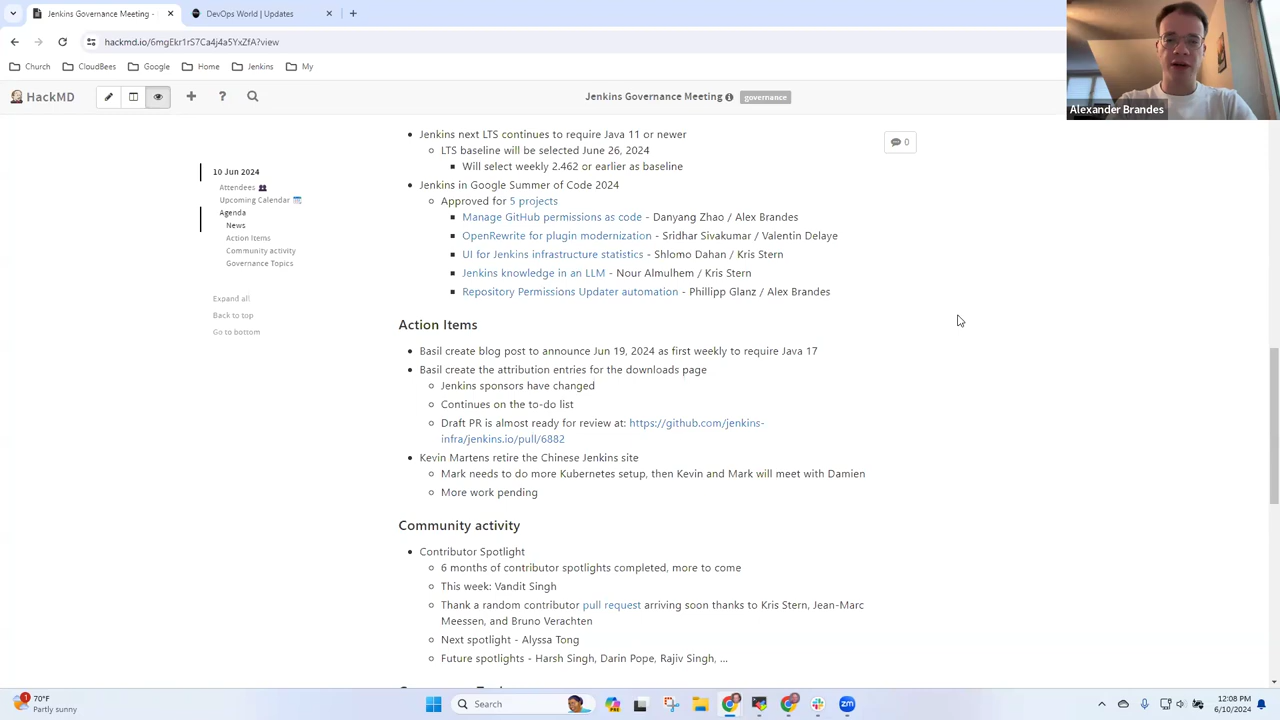 Jenkins Governance Meeting -
DevOps World | Updates
hackmd.io/6mgEkr1rS7Ca4j4a5YxZfA?view
Church
CloudBees
Google
Home
Jenkins
My
HackMD
Jenkins Governance Meeting
governance
Alexander Brandes
10 Jun 2024
Attendees
Upcoming Calendar
Agenda
News
Action Items
Community activity
Governance Topics
Expand all
Back to top
Go to bottom
0
Jenkins next LTS continues to require Java 11 or newer
LTS baseline will be selected June 26, 2024
Will select weekly 2.462 or earlier as baseline
Jenkins in Google Summer of Code 2024
Approved for 5 projects
Manage GitHub permissions as code - Danyang Zhao / Alex Brandes
OpenRewrite for plugin modernization - Sridhar Sivakumar / Valentin Delaye
UI for Jenkins infrastructure statistics - Shlomo Dahan / Kris Stern
Jenkins knowledge in an LLM - Nour Almulhem / Kris Stern
Repository Permissions Updater automation - Phillipp Glanz / Alex Brandes
Action Items
Basil create blog post to announce Jun 19, 2024 as first weekly to require Java 17
Basil create the attribution entries for the downloads page
Jenkins sponsors have changed
Continues on the to-do list
Draft PR is almost ready for review at: https://github.com/jenkins-
infra/jenkins.io/pull/6882
Kevin Martens retire the Chinese Jenkins site
Mark needs to do more Kubernetes setup, then Kevin and Mark will meet with Damien
More work pending
Community activity
Contributor Spotlight
6 months of contributor spotlights completed, more to come
This week: Vandit Singh
Thank a random contributor pull request arriving soon thanks to Kris Stern, Jean-Marc
Meessen, and Bruno Verachten
Next spotlight - Alyssa Tong
Future spotlights - Harsh Singh, Darin Pope, Rajiv Singh, ...
1
70°F
Partly sunny
Search
zm
12:08 PM
6/10/2024